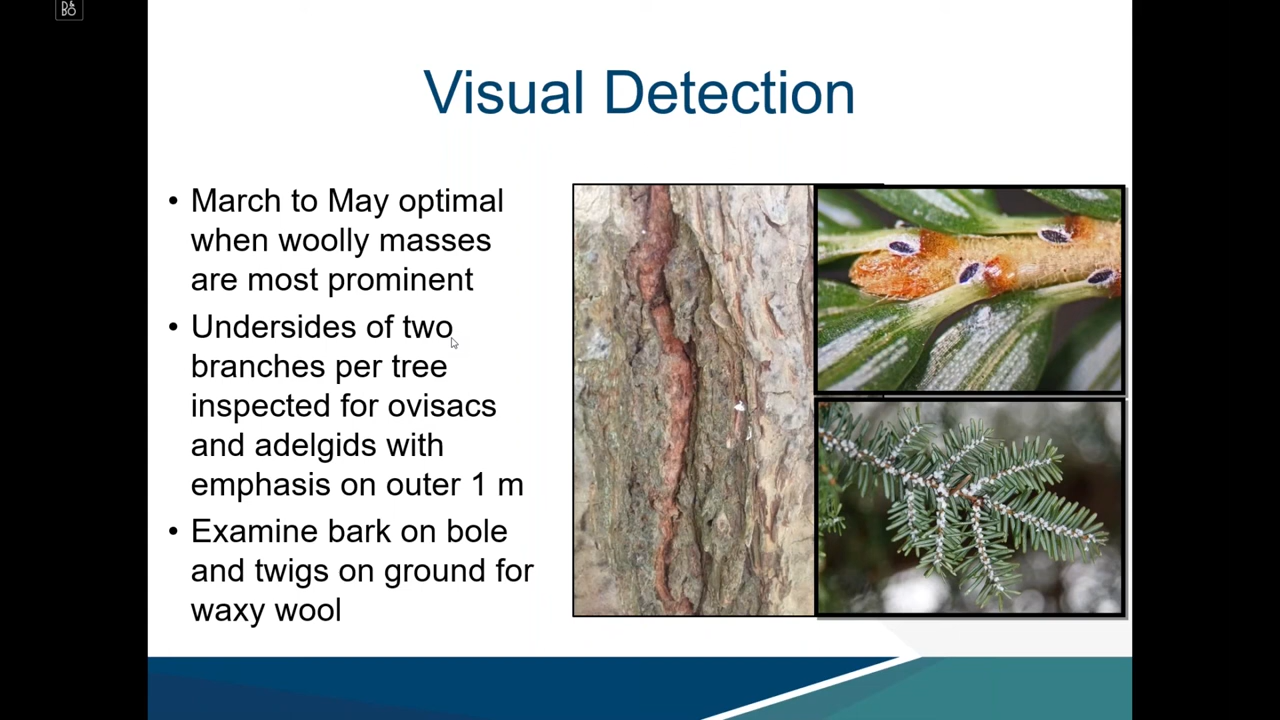 D&
BO
Visual Detection
• March to May optimal
when woolly masses
are most prominent
• Undersides of two
branches per tree
inspected for ovisacs
and adelgids with
emphasis on outer 1 m
• Examine bark on bole
and twigs on ground for
waxy wool